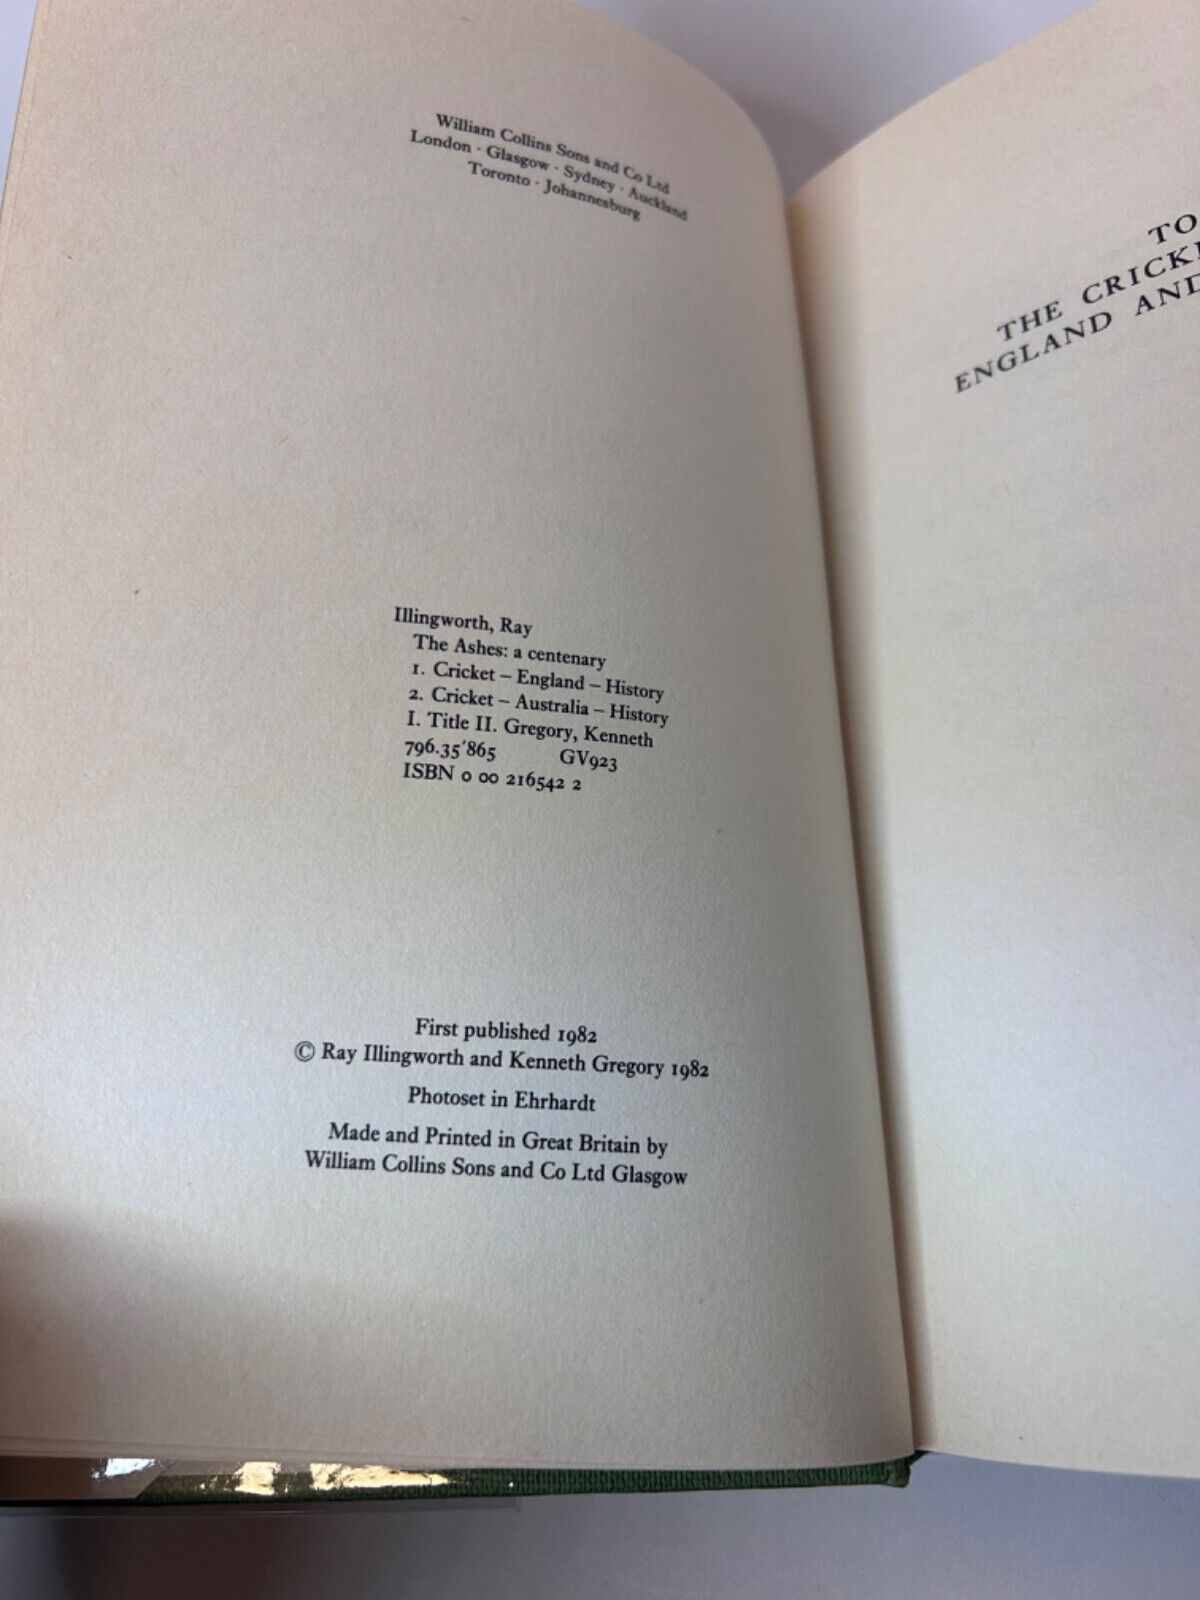 William Collins Sons and Co Ltd
London · Glasgow · Sydney · Auckland
Toronto · Johannesburg
Illingworth, Ray
The Ashes: a centenary
1. Cricket – England – History
2. Cricket – Australia – History
I. Title II. Gregory, Kenneth
796.35'865 GV923
ISBN 0 00 216542 2
First published 1982
© Ray Illingworth and Kenneth Gregory 1982
Photoset in Ehrhardt
Made and Printed in Great Britain by
William Collins Sons and Co Ltd Glasgow
TO
THE CRICK
ENGLAND AND